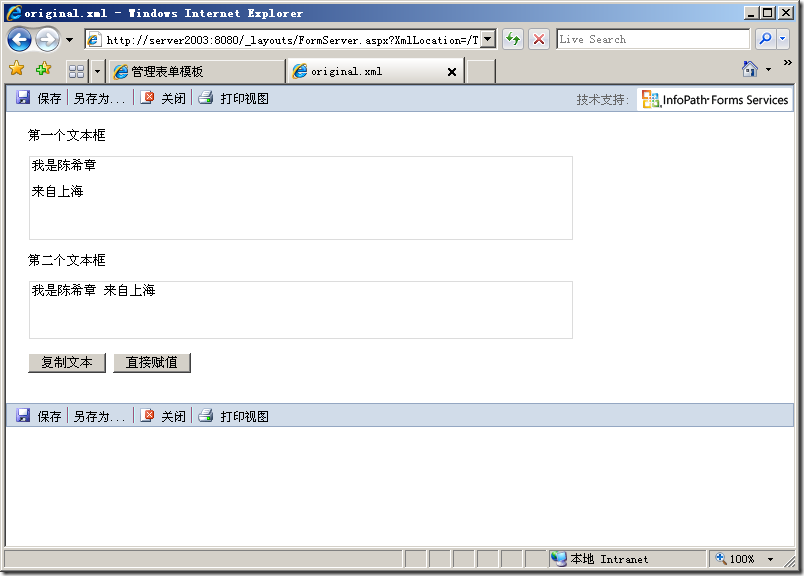 original.xml - Windows Internet Explorer
http://server2003:8080/_layouts/FormServer.aspx?XmlLocation=/T
Live Search
管理表单模板
original.xml
保存 另存为... 关闭 打印视图
技术支持: InfoPath Forms Services
第一个文本框
我是陈希章
来自上海
第二个文本框
我是陈希章 来自上海
复制文本 直接赋值
保存 另存为... 关闭 打印视图
本地 Intranet
100%